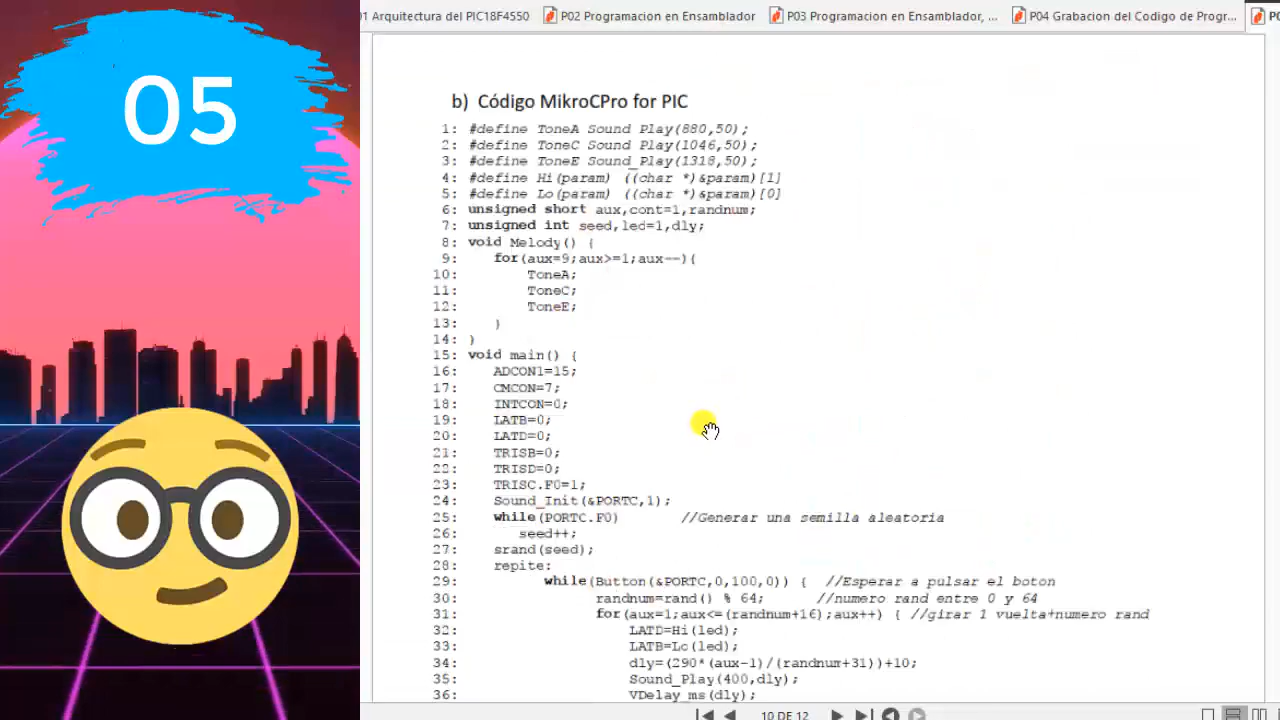 05
01 Arquitectura del PIC18F4550
P02 Programacion en Ensamblador
P03 Programacion en Ensamblador, ...
P04 Grabacion del Codigo de Progr...
b) Código MikroCPro for PIC
1: #define ToneA Sound_Play(880,50);
2: #define ToneC Sound_Play(1046,50);
3: #define ToneE Sound_Play(1318,50);
4: #define Hi(param) ((char *)&param)[1]
5: #define Lo(param) ((char *)&param)[0]
6: unsigned short aux,cont=1,randnum;
7: unsigned int seed,led=1,dly;
8: void Melody() {
9: for(aux=9;aux>=1;aux--){
10: ToneA;
11: ToneC;
12: ToneE;
13: }
14: }
15: void main() {
16: ADCON1=15;
17: CMCON=7;
18: INTCON=0;
19: LATB=0;
20: LATD=0;
21: TRISB=0;
22: TRISD=0;
23: TRISC.F0=1;
24: Sound_Init(&PORTC,1);
25: while(PORTC.F0) //Generar una semilla aleatoria
26: seed++;
27: srand(seed);
28: repite:
29: while(Button(&PORTC,0,100,0)) { //Esperar a pulsar el boton
30: randnum=rand() % 64; //numero rand entre 0 y 64
31: for(aux=1;aux<=(randnum+16);aux++) { //girar 1 vuelta+numero rand
32: LATD=Hi(led);
33: LATB=Lo(led);
34: dly=(290*(aux-1)/(randnum+31))+10;
35: Sound_Play(400,dly);
36: VDelay_ms(dly);
10 DE 12